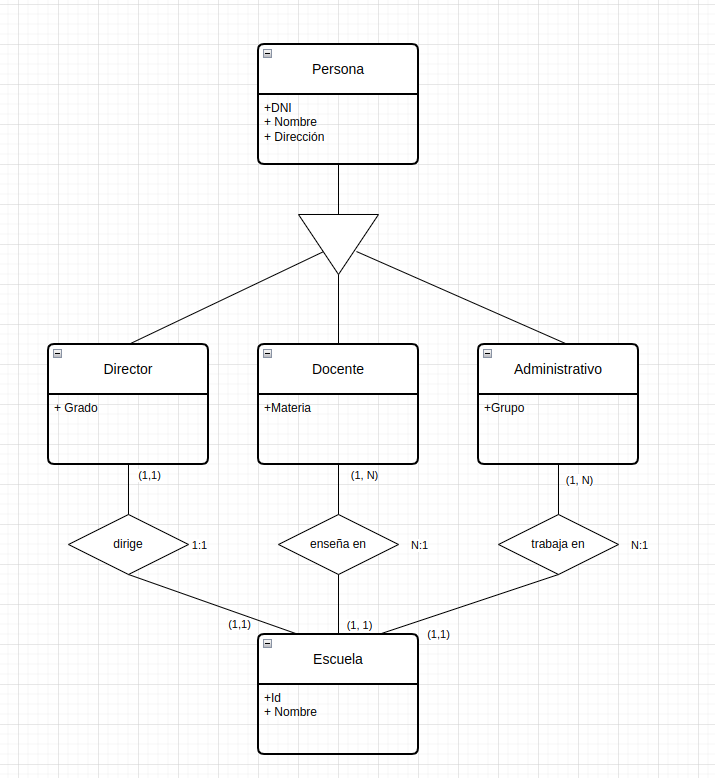 Persona
+DNI
+ Nombre
+ Dirección
Director
+ Grado
Docente
+Materia
Administrativo
+Grupo
(1,1)
(1, N)
(1, N)
dirige
1:1
enseña en
N:1
trabaja en
N:1
(1,1)
(1, 1)
(1,1)
Escuela
+Id
+ Nombre